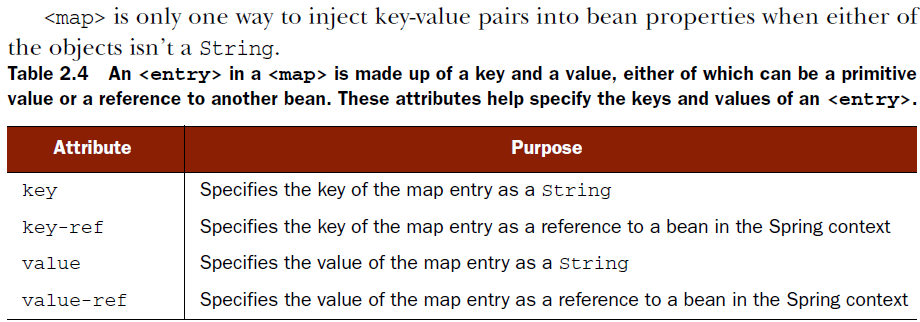 <map> is only one way to inject key-value pairs into bean properties when either of
the objects isn't a String.
Table 2.4 An <entry> in a <map> is made up of a key and a value, either of which can be a primitive
value or a reference to another bean. These attributes help specify the keys and values of an <entry>.
Attribute Purpose
key Specifies the key of the map entry as a String
key-ref Specifies the key of the map entry as a reference to a bean in the Spring context
value Specifies the value of the map entry as a String
value-ref Specifies the value of the map entry as a reference to a bean in the Spring context